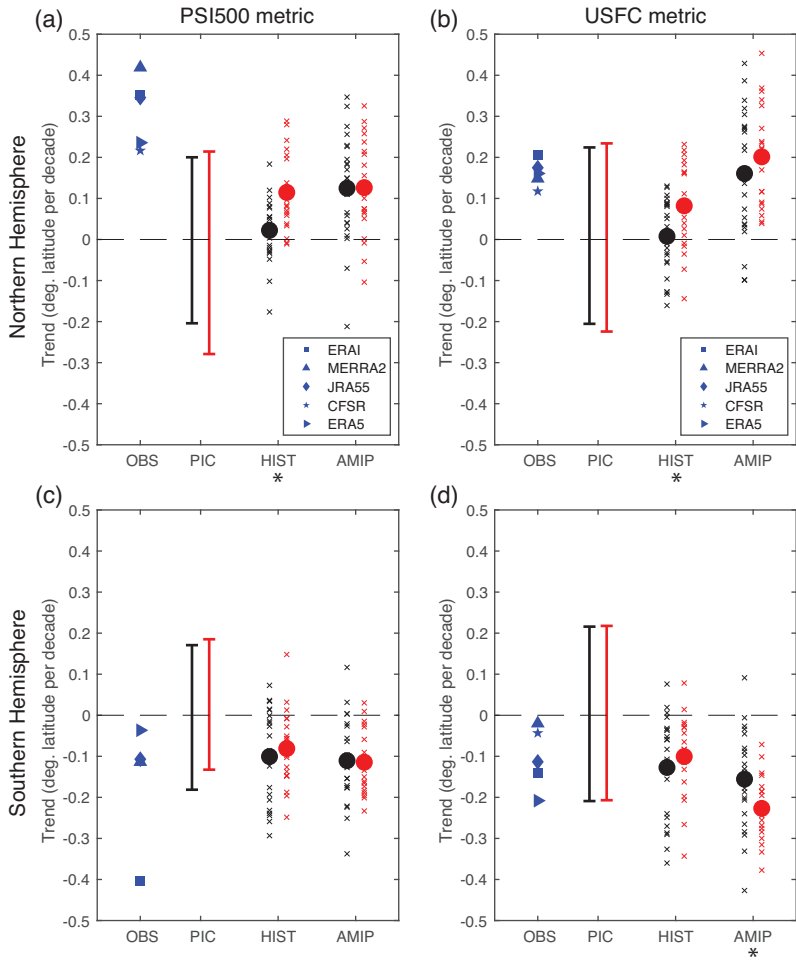 (a) PSI500 metric
(b) USFC metric
Northern Hemisphere
Trend (deg. latitude per decade)
0.5
0.4
0.3
0.2
0.1
0
-0.1
-0.2
-0.3
-0.4
-0.5
ERAI
MERRA2
JRA55
CFSR
ERA5
OBS PIC HIST AMIP
*
Trend (deg. latitude per decade)
0.5
0.4
0.3
0.2
0.1
0
-0.1
-0.2
-0.3
-0.4
-0.5
ERAI
MERRA2
JRA55
CFSR
ERA5
OBS PIC HIST AMIP
*
(c)
(d)
Southern Hemisphere
Trend (deg. latitude per decade)
0.5
0.4
0.3
0.2
0.1
0
-0.1
-0.2
-0.3
-0.4
-0.5
OBS PIC HIST AMIP
Trend (deg. latitude per decade)
0.5
0.4
0.3
0.2
0.1
0
-0.1
-0.2
-0.3
-0.4
-0.5
OBS PIC HIST AMIP
*